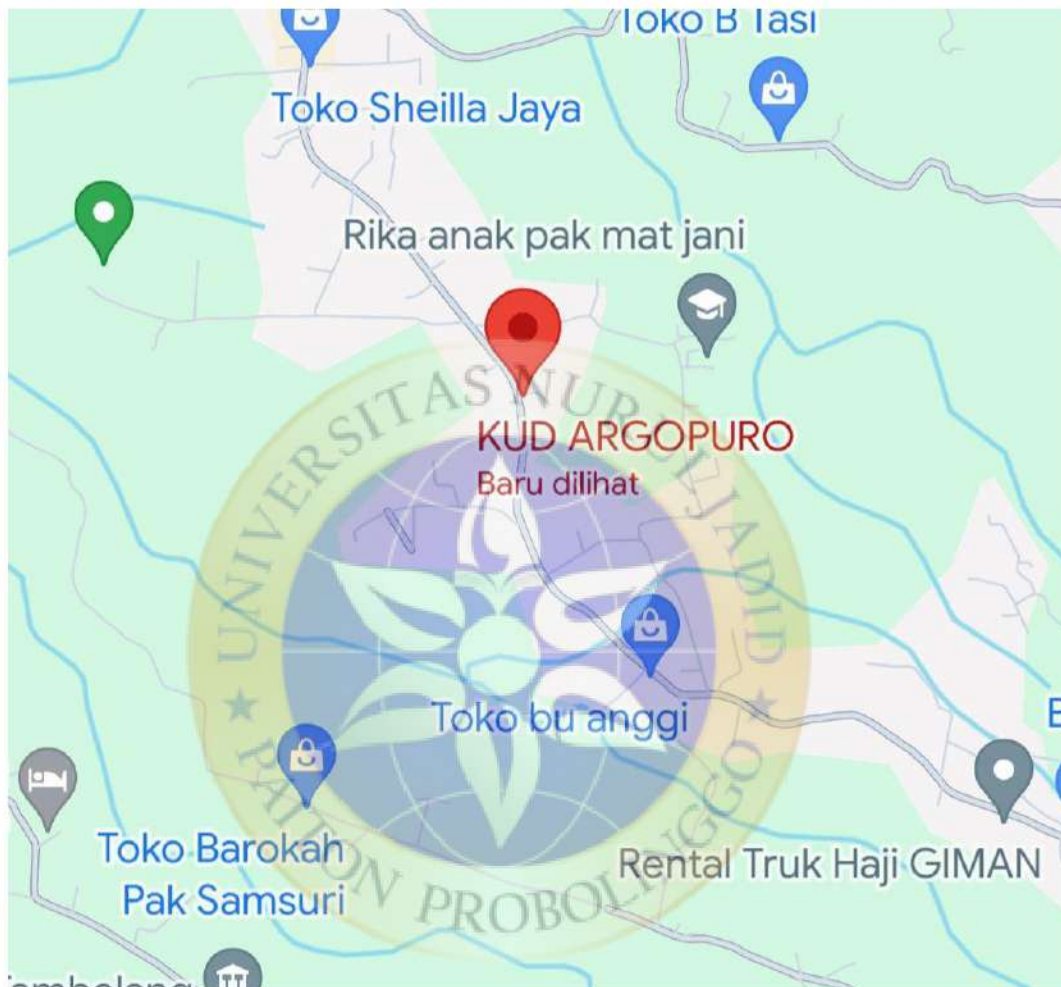 Toko B Tasi
Toko Sheilla Jaya
Rika anak pak mat jani
KUD ARGOPURO
Baru dilihat
UNIVERSITAS NURUL JADID
Toko bu anggi
Toko Barokah
Pak Samsuri
Rental Truk Haji GIMAN
PAITON PROBOLINGGO